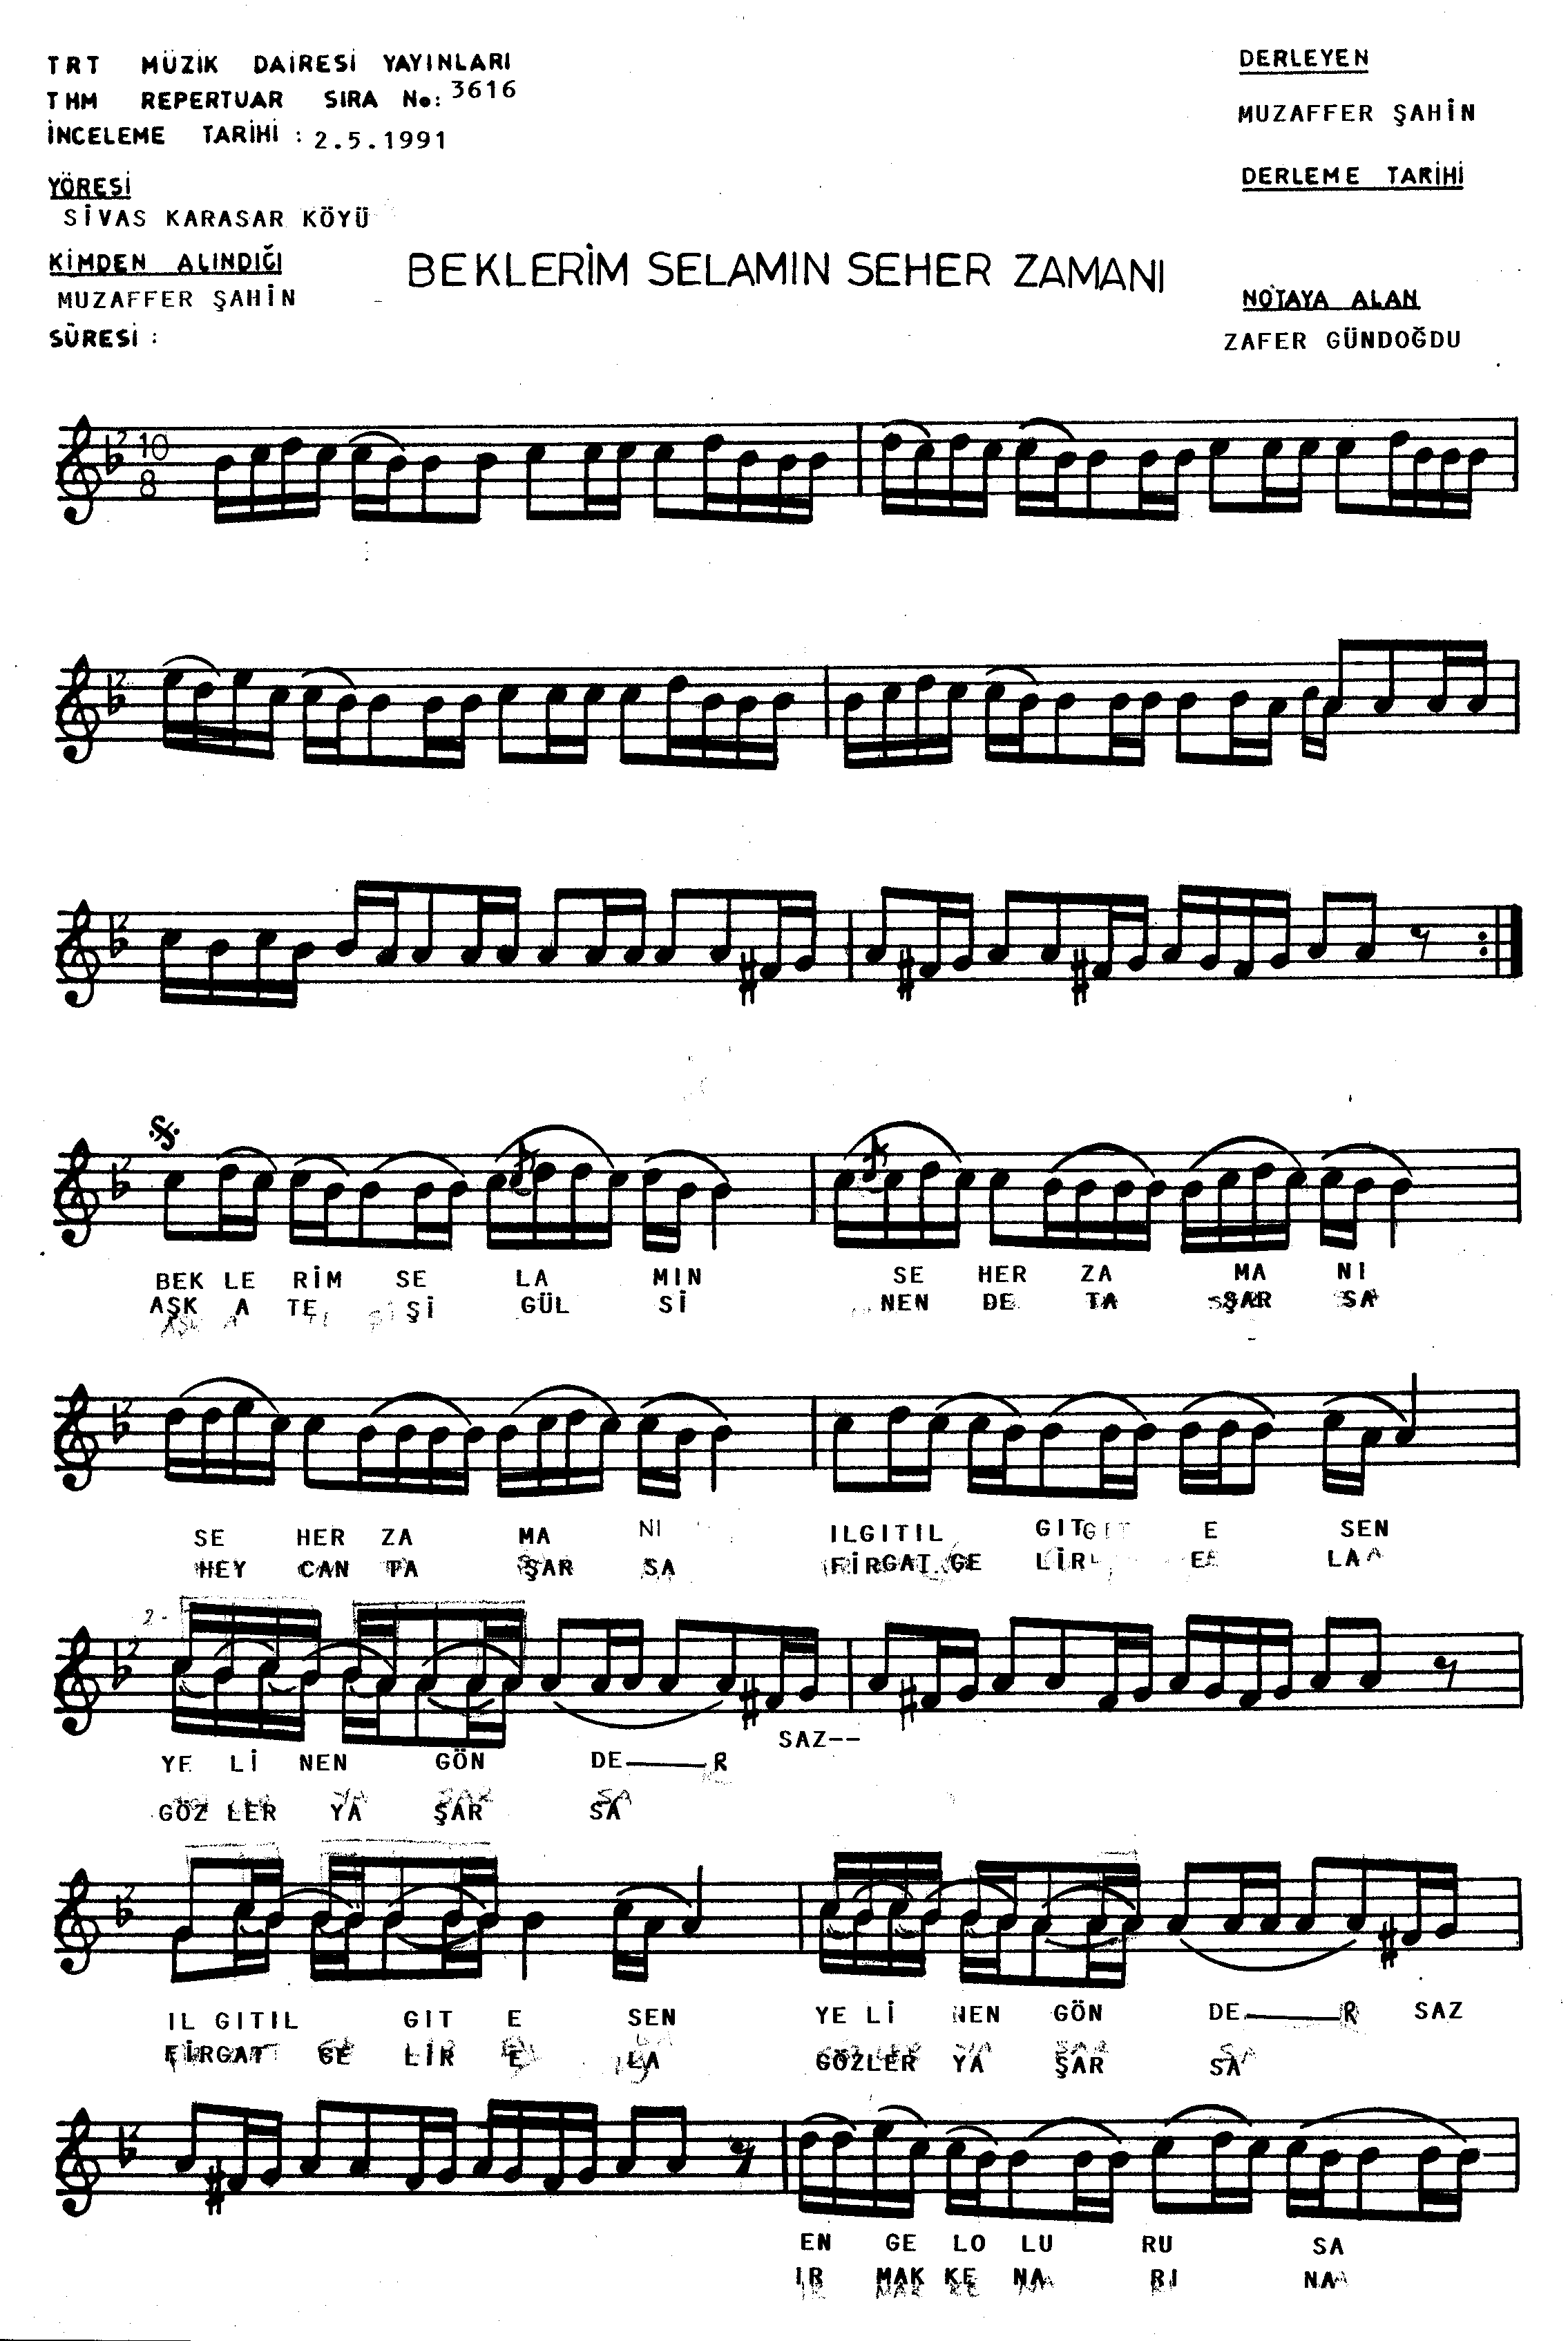 TRT MÜZİK DAİRESİ YAYINLARI
THM REPERTUAR SIRA No: 3616
İNCELEME TARİHİ : 2.5.1991
YÖRESİ
SİVAS KARASAR KÖYÜ
KİMDEN ALINDIĞI
MUZAFFER ŞAHİN
SÜRESİ :
BEKLERİM SELAMIN SEHER ZAMANI
DERLEYEN
MUZAFFER ŞAHİN
DERLEME TARİHİ
NOTAYA ALAN
ZAFER GÜNDOĞDU
10
8
BEK LE RİM SE LA MIN SE HER ZA MA NI
AŞK A TE Şİ GÜL Sİ NEN DE TA ŞAR SA
SE HER ZA MA NI ILGITIL GIT E SEN
HEY CAN TA ŞAR SA FİRGAT GE LİR E LA
2-
SAZ--
YE Lİ NEN GÖN DE——R
GÖZ LER YA ŞAR SA
IL GITIL GIT E SEN YE Lİ NEN GÖN DE——R SAZ
FİRGAT GE LİR E LA GÖZLER YA ŞAR SA
EN GE LO LU RU SA
IR MAK KE NA RI NA